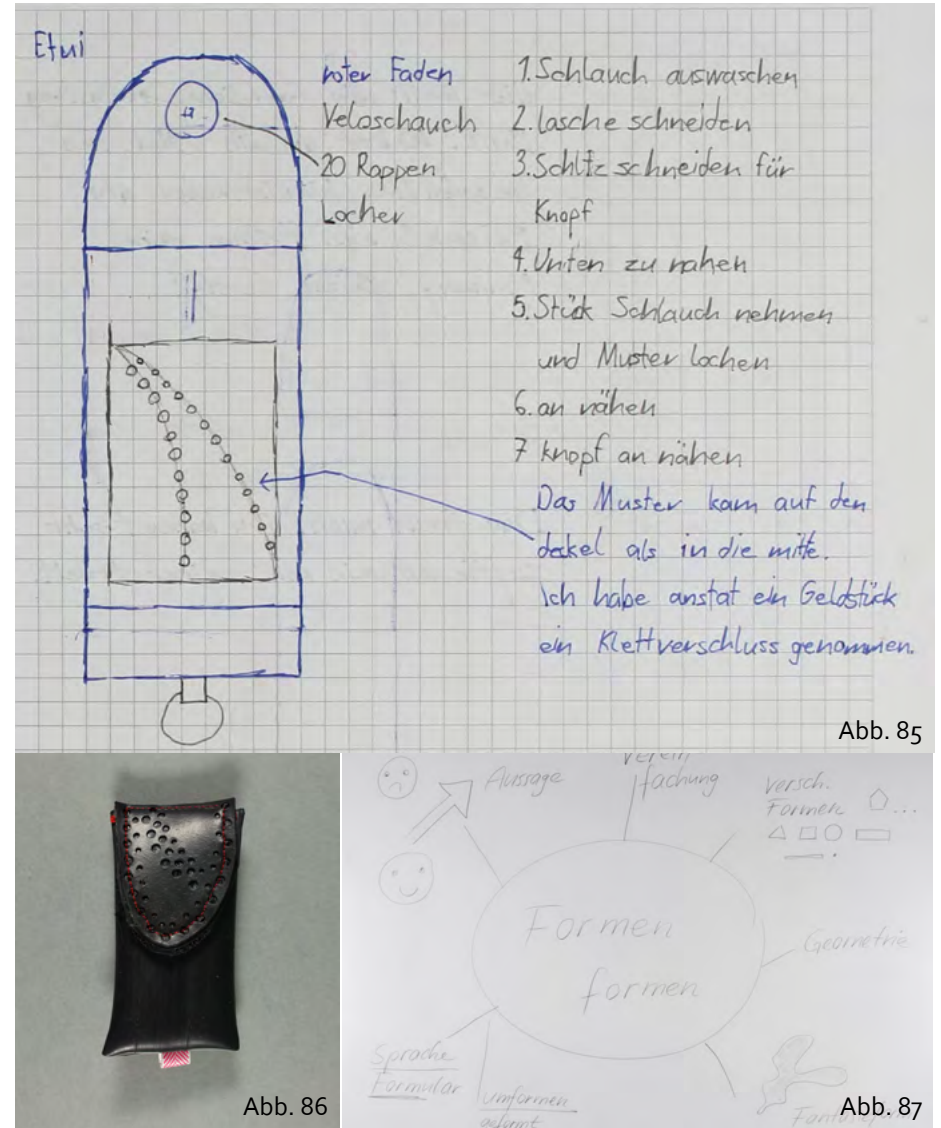 Etui
roter Faden
Veloschauch
20 Rappen
Locher
1. Schlauch auswaschen
2. lasche schneiden
3. Schlitz schneiden für
Knopf
4. Unten zu nahen
5. Stück Schlauch nehmen
und Muster lochen
6. an nähen
7 knopf an nähen
Das Muster kam auf den
deckel als in die mitte.
Ich habe anstat ein Geldstück
ein Klettverschluss genommen.
Abb. 85
Abb. 86
Aussage
Verein
fachung
versch.
Formen ...
Formen
formen
Geometrie
Sprache
Formular
umformen
geformt
Abb. 87